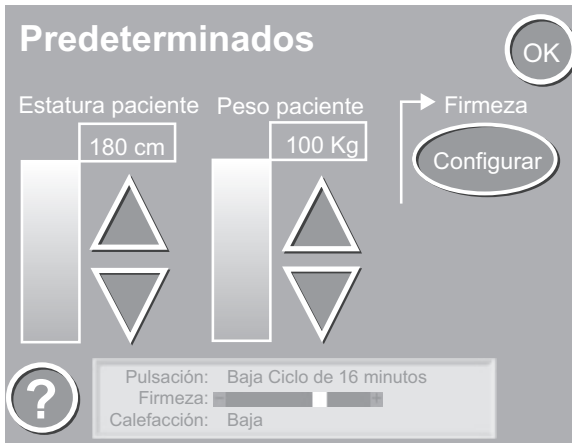 Predeterminados
OK
Estatura paciente
Peso paciente
Firmeza
180 cm
100 Kg
Configurar
?
Pulsación: Baja Ciclo de 16 minutos
Firmeza: - +
Calefacción: Baja